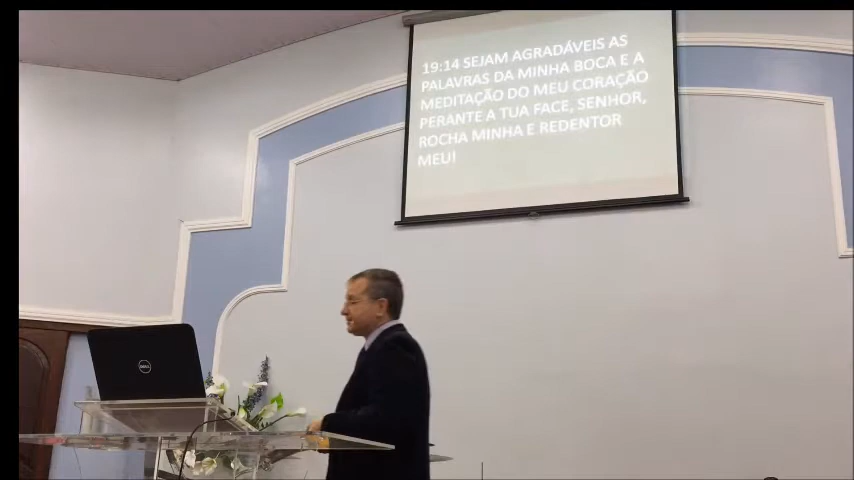 19:14 SEJAM AGRADÁVEIS AS
PALAVRAS DA MINHA BOCA E A
MEDITAÇÃO DO MEU CORAÇÃO
PERANTE A TUA FACE, SENHOR,
ROCHA MINHA E REDENTOR
MEU!
DELL